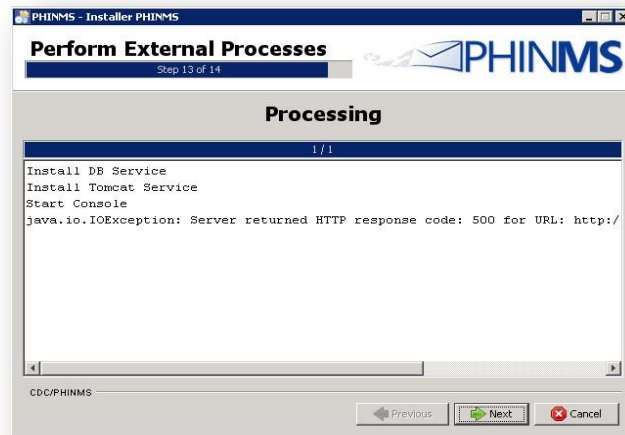 PHINMS - Installer PHINMS
Perform External Processes
Step 13 of 14
PHINMS
Processing
1 / 1
Install DB Service
Install Tomcat Service
Start Console
java.io.IOException: Server returned HTTP response code: 500 for URL: http:/
CDC/PHINMS
Previous
Next
Cancel